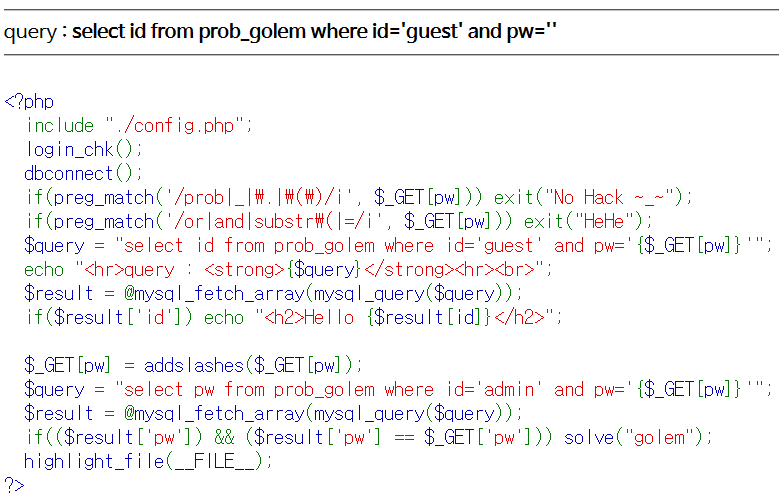 query : select id from prob_golem where id='guest' and pw=''
<?php
  include "./config.php";
  login_chk();
  dbconnect();
  if(preg_match('/prob|_|₩.|₩(₩)/i', $_GET[pw])) exit("No Hack ~_~");
  if(preg_match('/or|and|substr₩(|=/i', $_GET[pw])) exit("HeHe");
  $query = "select id from prob_golem where id='guest' and pw='{$_GET[pw]}'";
  echo "<hr>query : <strong>{$query}</strong><hr><br>";
  $result = @mysql_fetch_array(mysql_query($query));
  if($result['id']) echo "<h2>Hello {$result[id]}</h2>";
  $_GET[pw] = addslashes($_GET[pw]);
  $query = "select pw from prob_golem where id='admin' and pw='{$_GET[pw]}'";
  $result = @mysql_fetch_array(mysql_query($query));
  if(($result['pw']) && ($result['pw'] == $_GET['pw'])) solve("golem");
  highlight_file(__FILE__);
?>